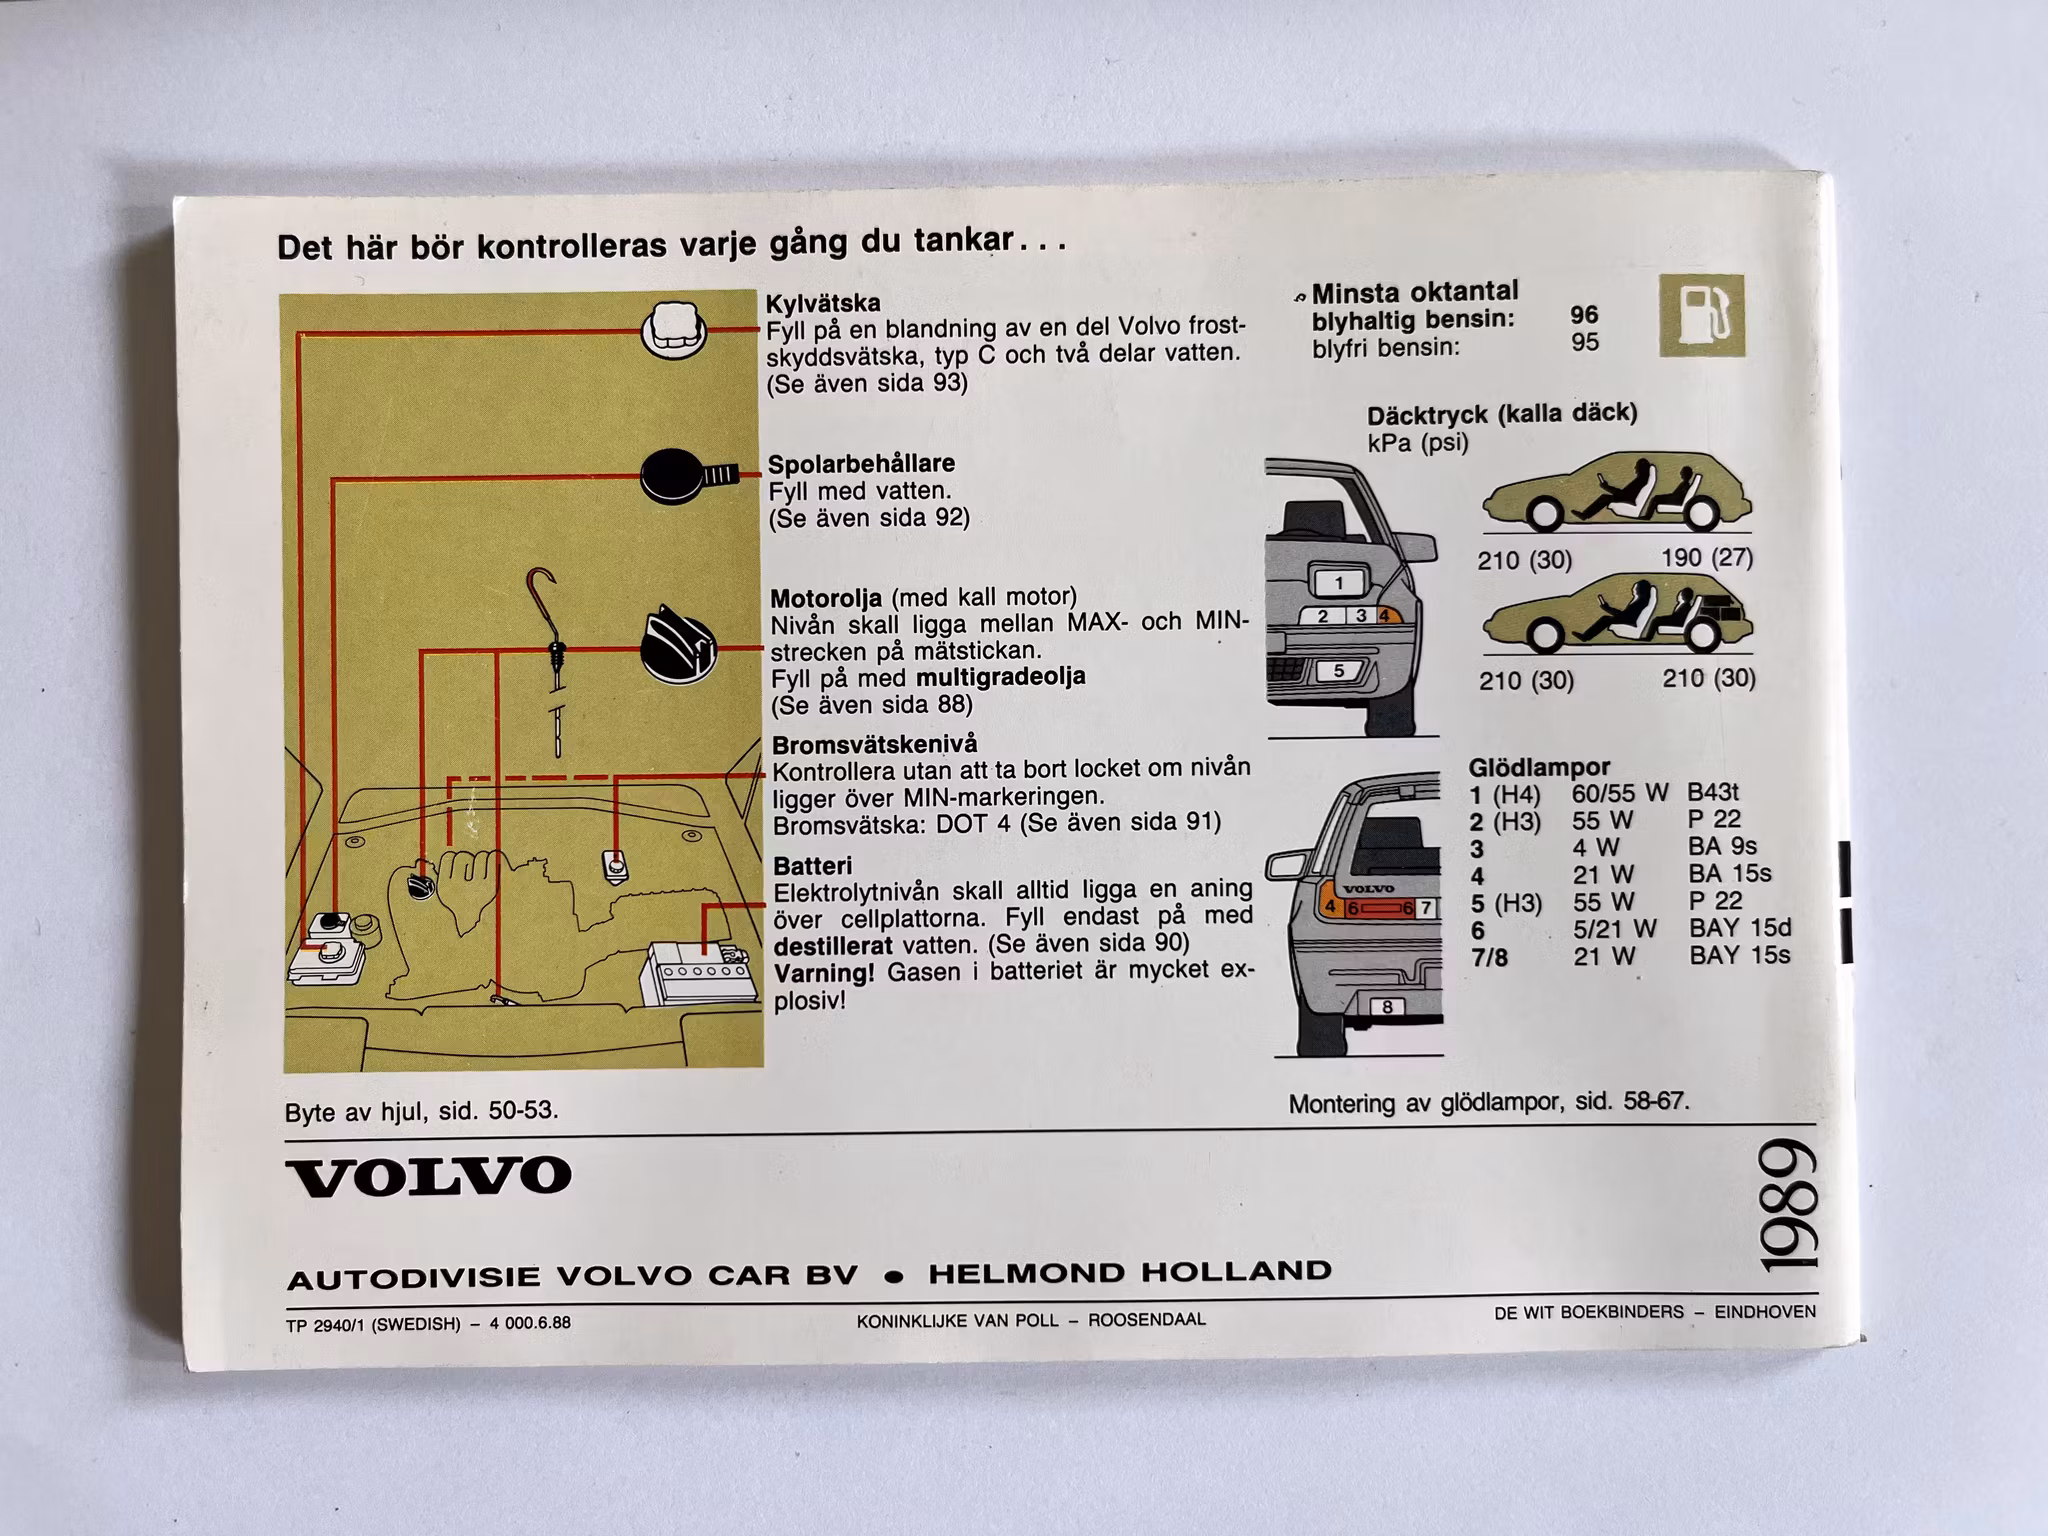 Det här bör kontrolleras varje gång du tankar...
Kylvätska
Fyll på en blandning av en del Volvo frost-
skyddsvätska, typ C och två delar vatten.
(Se även sida 93)
Spolarbehållare
Fyll med vatten.
(Se även sida 92)
Motorolja (med kall motor)
Nivån skall ligga mellan MAX- och MIN-
strecken på mätstickan.
Fyll på med multigradeolja
(Se även sida 88)
Bromsvätskenivå
Kontrollera utan att ta bort locket om nivån
ligger över MIN-markeringen.
Bromsvätska: DOT 4 (Se även sida 91)
Batteri
Elektrolytnivån skall alltid ligga en aning
över cellplattorna. Fyll endast på med
destillerat vatten. (Se även sida 90)
Varning! Gasen i batteriet är mycket ex-
plosiv!
Minsta oktantal
blyhaltig bensin: 96
blyfri bensin: 95
Däcktryck (kalla däck)
kPa (psi)
210 (30) 190 (27)
210 (30) 210 (30)
1
2 3 4
5
VOLVO
4 6 6 7
8
Glödlampor
1 (H4) 60/55 W B43t
2 (H3) 55 W P 22
3 4 W BA 9s
4 21 W BA 15s
5 (H3) 55 W P 22
6 5/21 W BAY 15d
7/8 21 W BAY 15s
Byte av hjul, sid. 50-53.
Montering av glödlampor, sid. 58-67.
VOLVO
1989
AUTODIVISIE VOLVO CAR BV ● HELMOND HOLLAND
TP 2940/1 (SWEDISH) – 4 000.6.88
KONINKLIJKE VAN POLL – ROOSENDAAL
DE WIT BOEKBINDERS – EINDHOVEN